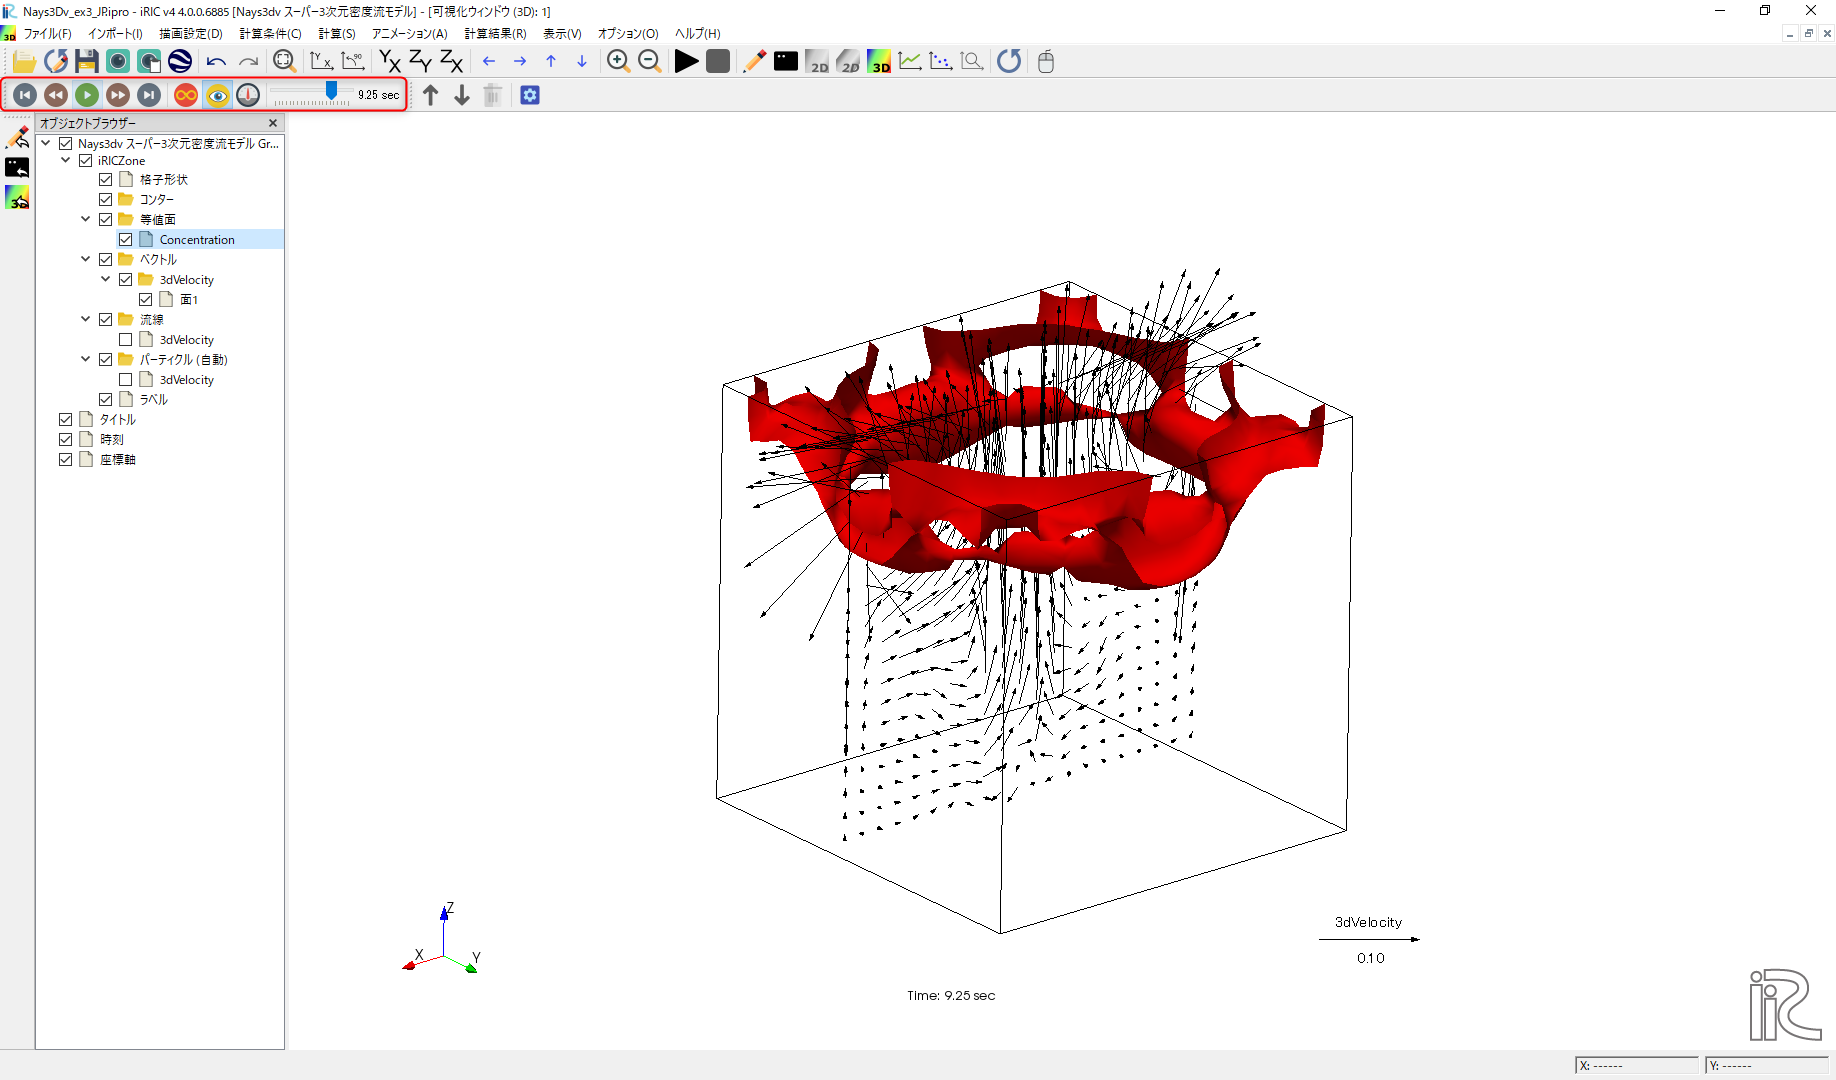 Nays3Dv_ex3_JP.ipro - iRIC v4 4.0.0.6885 [Nays3dv スーパー3次元密度流モデル] - [可視化ウィンドウ (3D): 1]
ファイル(F) インポート(I) 描画設定(D) 計算条件(C) 計算(S) アニメーション(A) 計算結果(R) 表示(V) オプション(O) ヘルプ(H)
9.25 sec
オブジェクトブラウザー
Nays3dv スーパー3次元密度流モデル Gr...
iRICZone
格子形状
コンター
等値面
Concentration
ベクトル
3dVelocity
面1
流線
3dVelocity
パーティクル (自動)
3dVelocity
ラベル
タイトル
時刻
座標軸
Z
X
Y
3dVelocity
0.10
Time: 9.25 sec
iRIC
X: ------
Y: ------